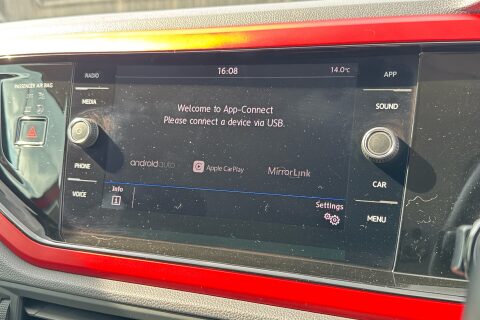 PASSENGER AIR BAG
RADIO
MEDIA
PHONE
VOICE
16:08
14.0°C
Welcome to App-Connect
Please connect a device via USB.
androidauto
Apple CarPlay
MirrorLink
Info
i
Settings
APP
SOUND
CAR
MENU